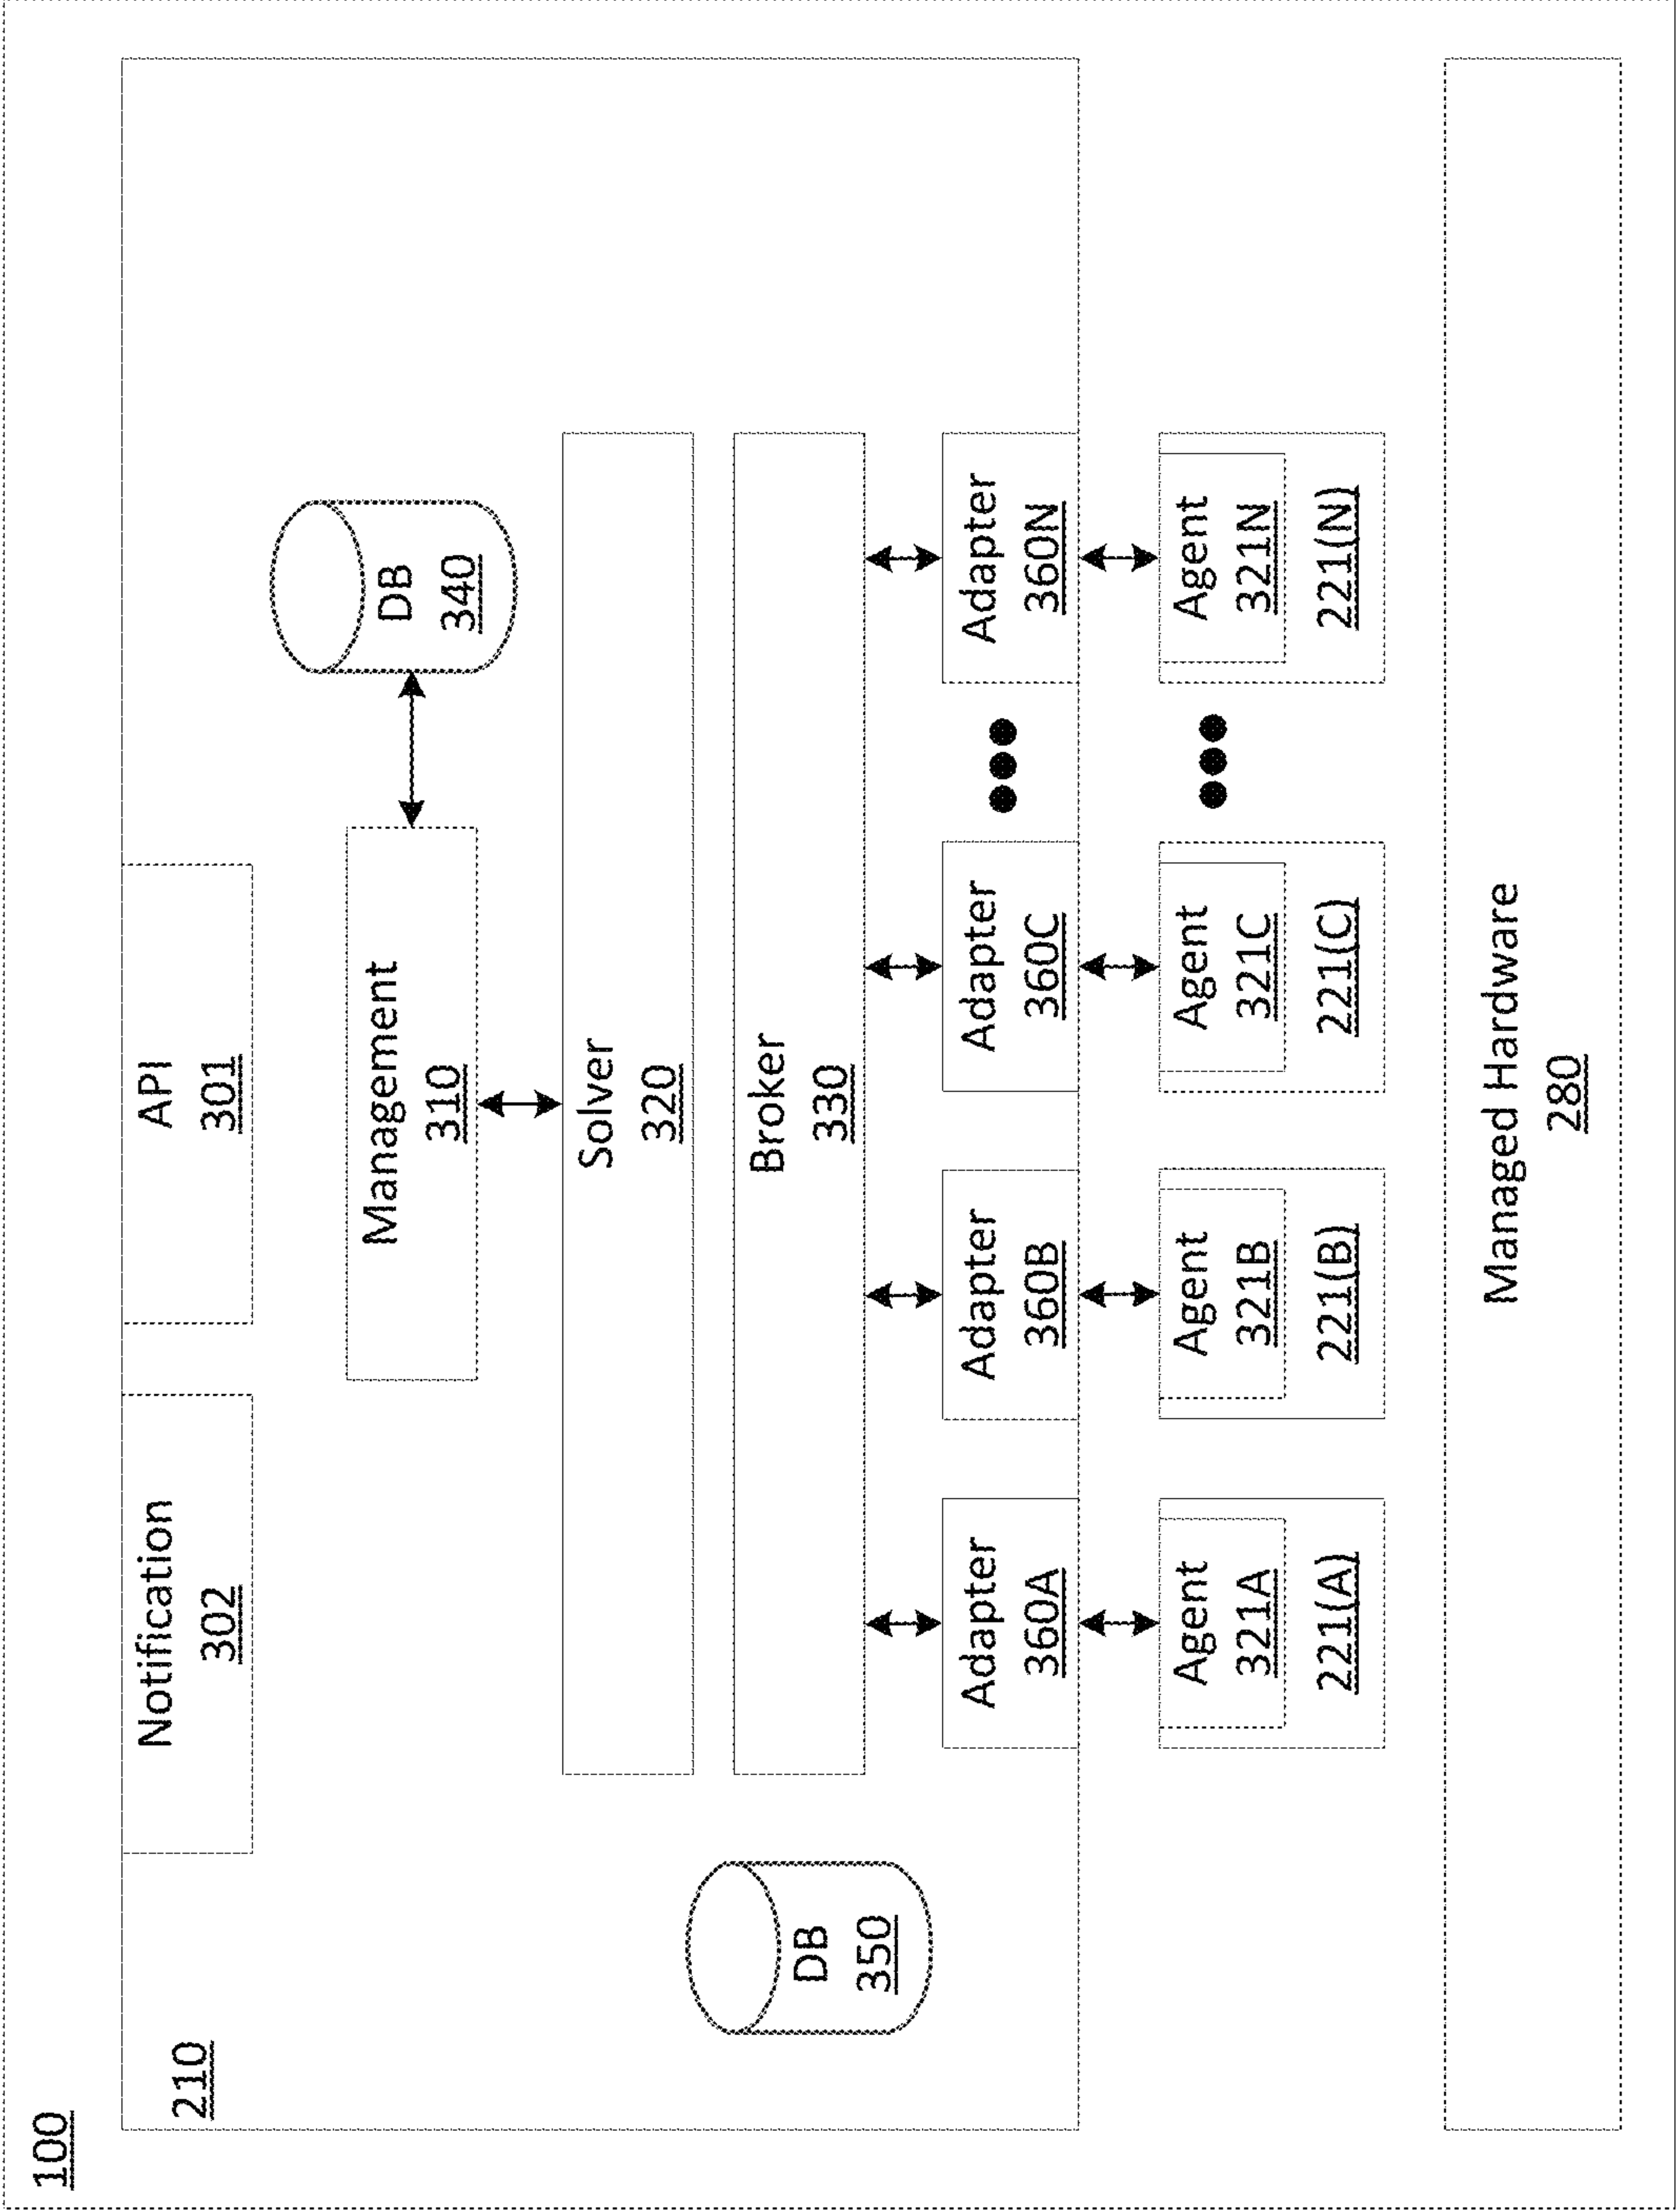 100
210
Notification
302
API
301
Management
310
DB
340
Solver
320
Broker
330
DB
350
Adapter
360A
Adapter
360B
Adapter
360C
Adapter
360N
Agent
321A
221(A)
Agent
321B
221(B)
Agent
321C
221(C)
Agent
321N
221(N)
Managed Hardware
280